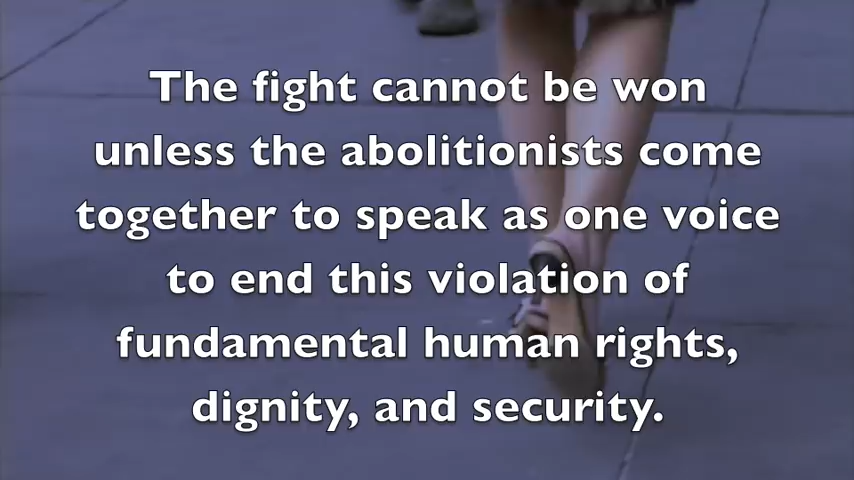 The fight cannot be won
unless the abolitionists come
together to speak as one voice
to end this violation of
fundamental human rights,
dignity, and security.